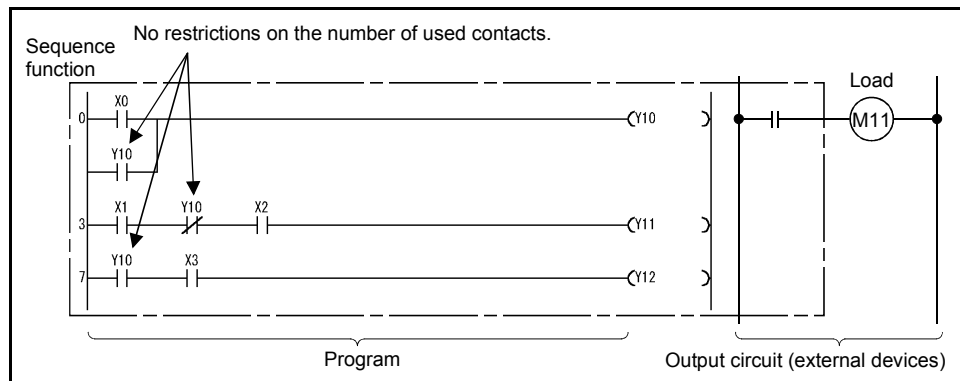 No restrictions on the number of used contacts.
Sequence
function
Load
X0
0
Y10
M11
Y10
X1
Y10
X2
3
Y11
Y10
X3
7
Y12
Program
Output circuit (external devices)